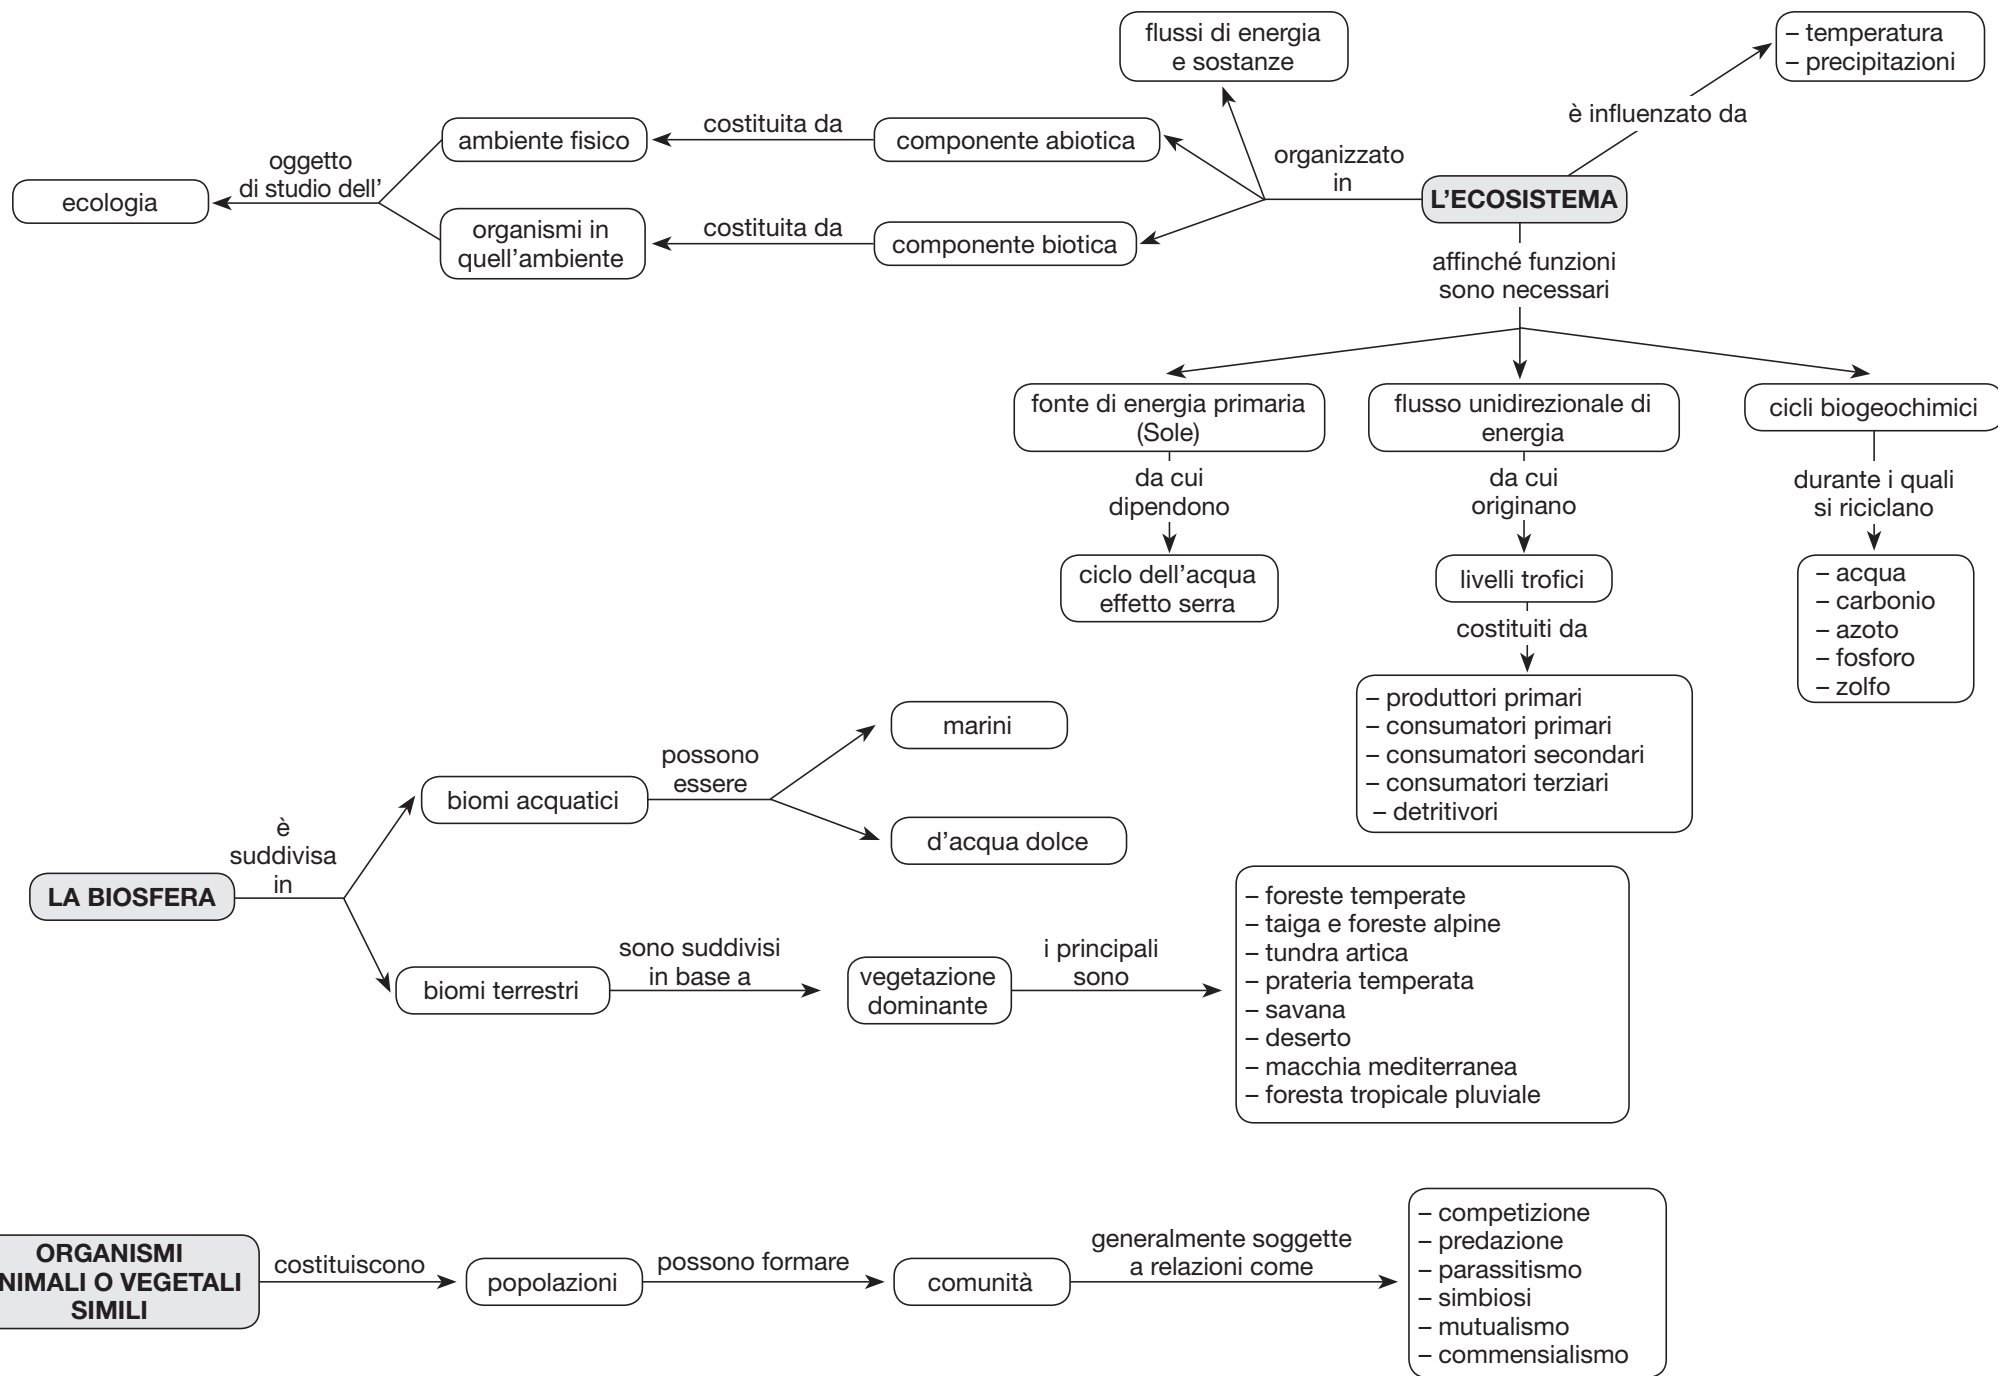 flussi di energia
e sostanze
– temperatura
– precipitazioni
è influenzato da
ambiente fisico
costituita da
componente abiotica
organizzato
in
oggetto
di studio dell’
ecologia
L’ECOSISTEMA
organismi in
quell’ambiente
costituita da
componente biotica
affinché funzioni
sono necessari
fonte di energia primaria
(Sole)
flusso unidirezionale di
energia
cicli biogeochimici
da cui
dipendono
da cui
originano
durante i quali
si riciclano
ciclo dell’acqua
effetto serra
livelli trofici
– acqua
– carbonio
– azoto
– fosforo
– zolfo
costituiti da
– produttori primari
– consumatori primari
– consumatori secondari
– consumatori terziari
– detritivori
LA BIOSFERA
è
suddivisa
in
biomi acquatici
possono
essere
marini
d’acqua dolce
biomi terrestri
sono suddivisi
in base a
vegetazione
dominante
i principali
sono
– foreste temperate
– taiga e foreste alpine
– tundra artica
– prateria temperata
– savana
– deserto
– macchia mediterranea
– foresta tropicale pluviale
ORGANISMI
NIMALI O VEGETALI
SIMILI
costituiscono
popolazioni
possono formare
comunità
generalmente soggette
a relazioni come
– competizione
– predazione
– parassitismo
– simbiosi
– mutualismo
– commensialismo